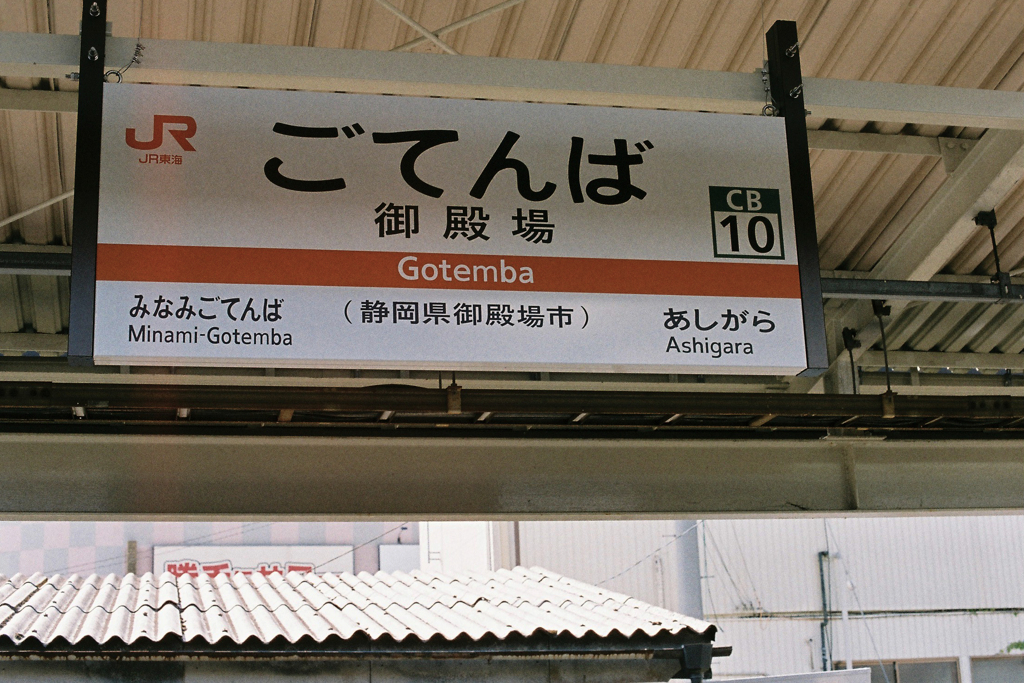 JR
JR東海
ごてんば
御殿場
CB
10
Gotemba
みなみごてんば
Minami-Gotemba
（静岡県御殿場市）
あしがら
Ashigara